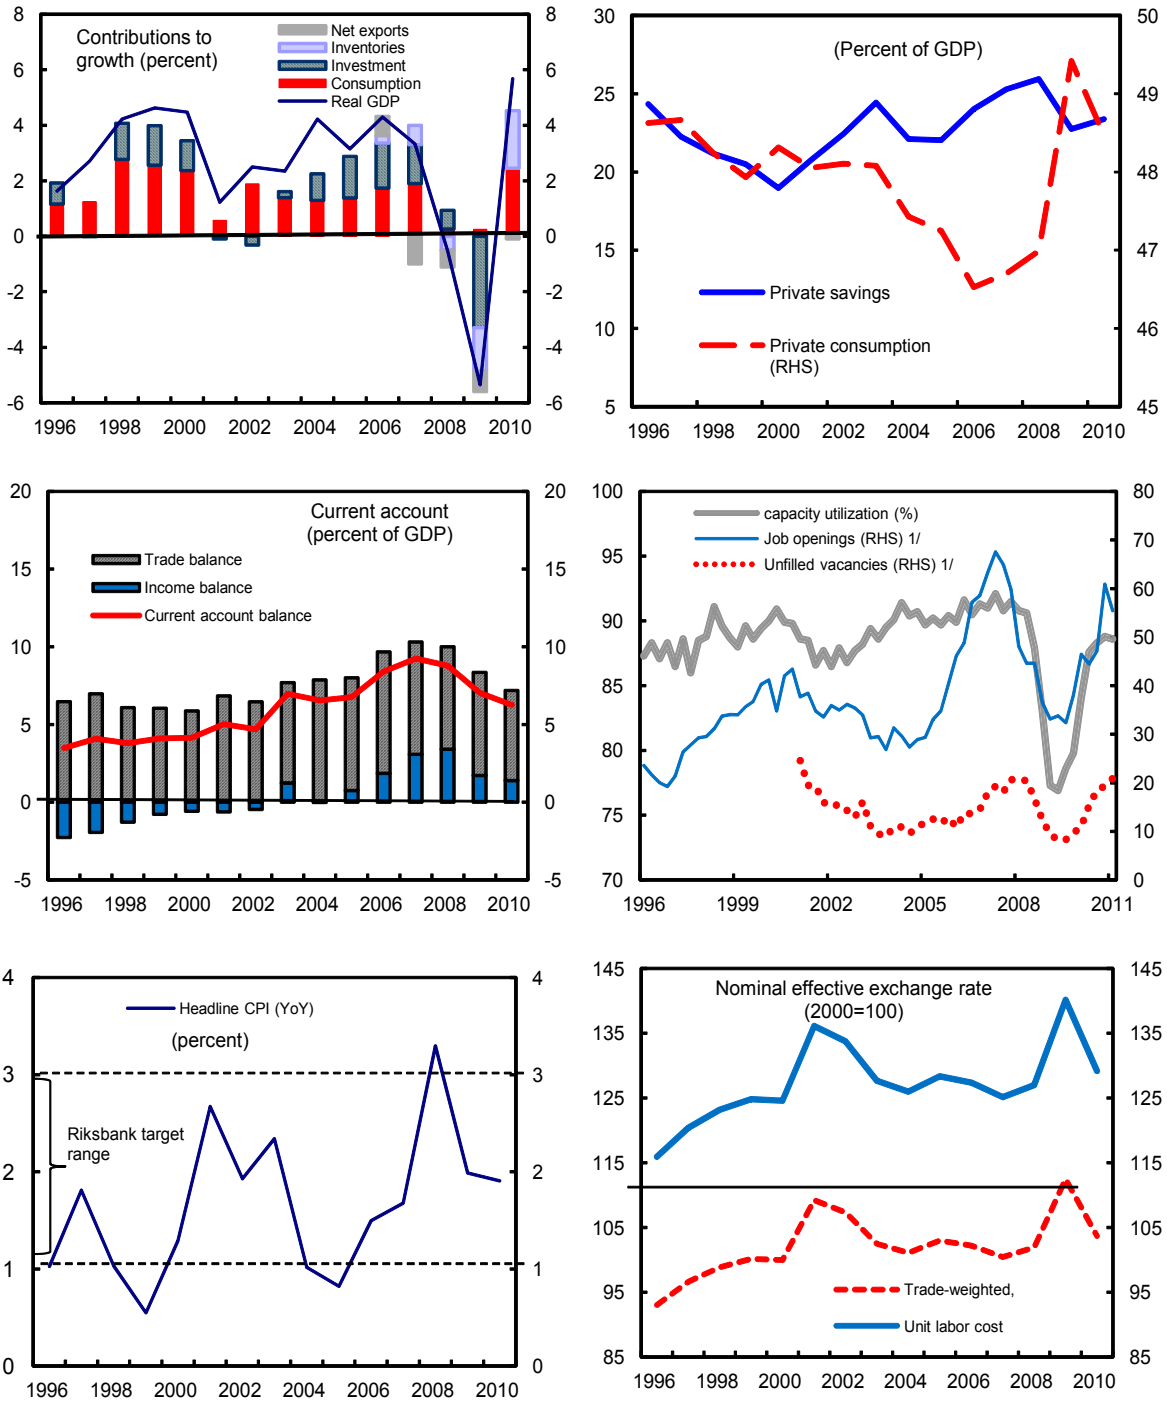 8
6
4
2
0
-2
-4
-6
Contributions to
growth (percent)
Net exports
Inventories
Investment
Consumption
Real GDP
8
6
4
2
0
-2
-4
-6
1996 1998 2000 2002 2004 2006 2008 2010
30
25
20
15
10
5
(Percent of GDP)
Private savings
Private consumption
(RHS)
50
49
48
47
46
45
1996 1998 2000 2002 2004 2006 2008 2010
20
15
10
5
0
-5
Current account
(percent of GDP)
Trade balance
Income balance
Current account balance
20
15
10
5
0
-5
1996 1998 2000 2002 2004 2006 2008 2010
100
95
90
85
80
75
70
capacity utilization (%)
Job openings (RHS) 1/
Unfilled vacancies (RHS) 1/
80
70
60
50
40
30
20
10
0
1996 1999 2002 2005 2008 2011
4
3
2
1
0
Headline CPI (YoY)
(percent)
Riksbank target
range
4
3
2
1
0
1996 1998 2000 2002 2004 2006 2008 2010
145
135
125
115
105
95
85
Nominal effective exchange rate
(2000=100)
Trade-weighted,
Unit labor cost
145
135
125
115
105
95
85
1996 1998 2000 2002 2004 2006 2008 2010